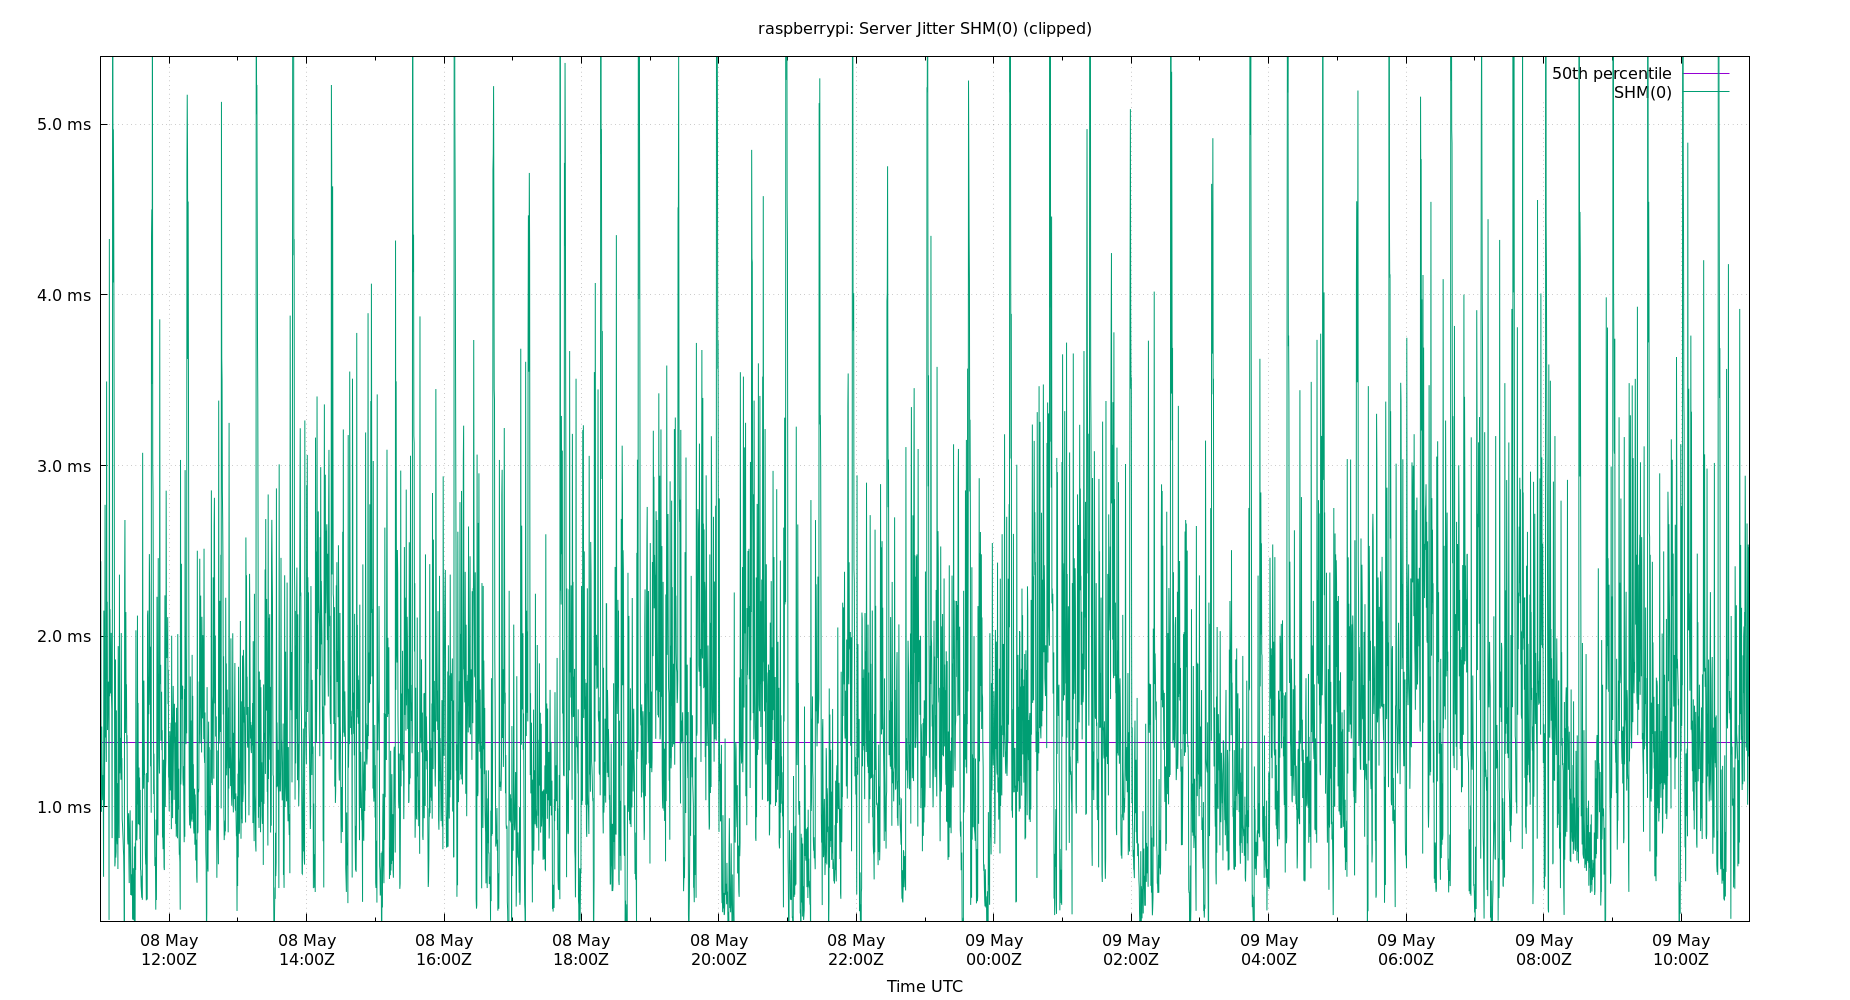 raspberrypi: Server Jitter SHM(0) (clipped)
50th percentile
SHM(0)
5.0 ms
4.0 ms
3.0 ms
2.0 ms
1.0 ms
08 May 08 May 08 May 08 May 08 May 08 May 09 May 09 May 09 May 09 May 09 May 09 May
12:00Z 14:00Z 16:00Z 18:00Z 20:00Z 22:00Z 00:00Z 02:00Z 04:00Z 06:00Z 08:00Z 10:00Z
Time UTC